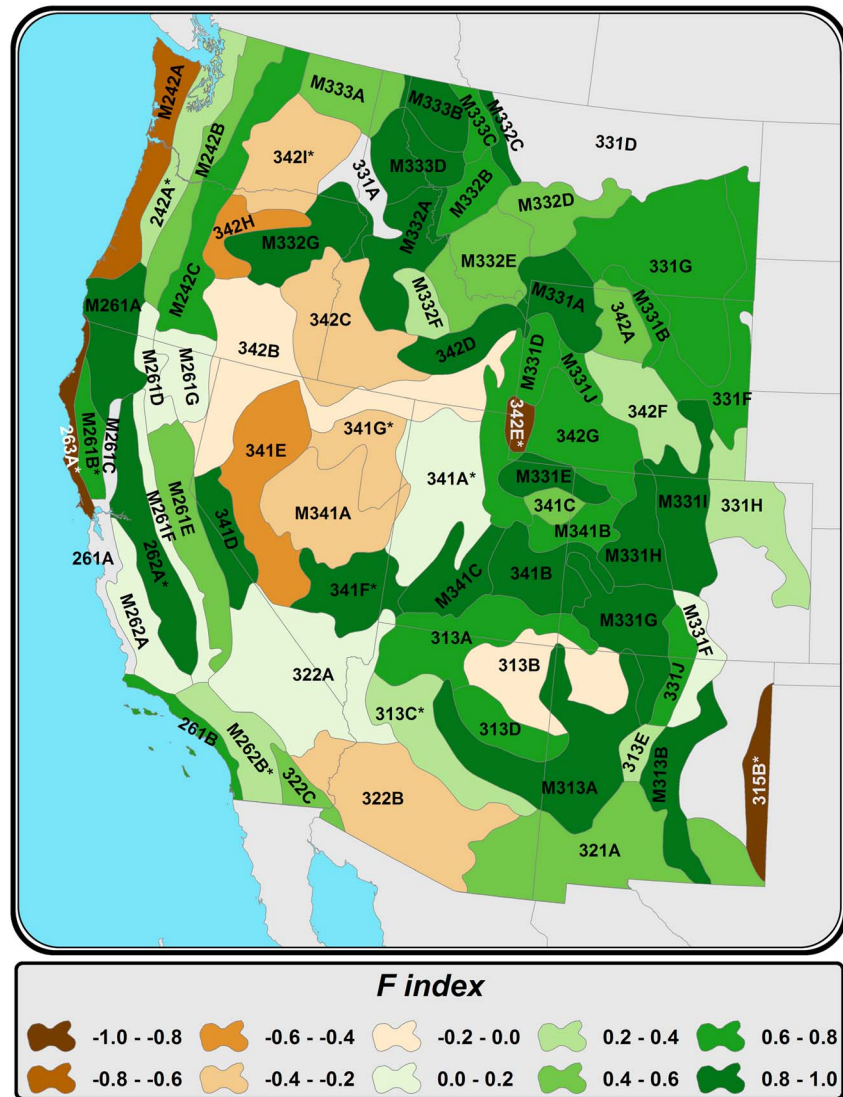 M242A
M242B
242A*
M333A
M333B
M333C
M332C
331D
342I*
331A
M333D
M332B
M332A
M332D
342H
M332G
M332E
331G
M242C
M261A
M332F
M331A
342A
M331B
342C
342B
342D
M331D
M331J
342F
331F
M261D
M261G
263A*
M261B*
M261C
341E
341G*
342E*
342G
M341A
341A*
M331E
341C
M341B
M331I
331H
M331H
M261E
M261F
341D
261A
262A*
M262A
341F*
M341C
341B
M331G
M331F
313A
331J
322A
313B
313C*
313D
313E
M313B
315B*
261B
M262B*
322C
322B
M313A
321A
F index
-1.0 - -0.8
-0.6 - -0.4
-0.2 - 0.0
0.2 - 0.4
0.6 - 0.8
-0.8 - -0.6
-0.4 - -0.2
0.0 - 0.2
0.4 - 0.6
0.8 - 1.0